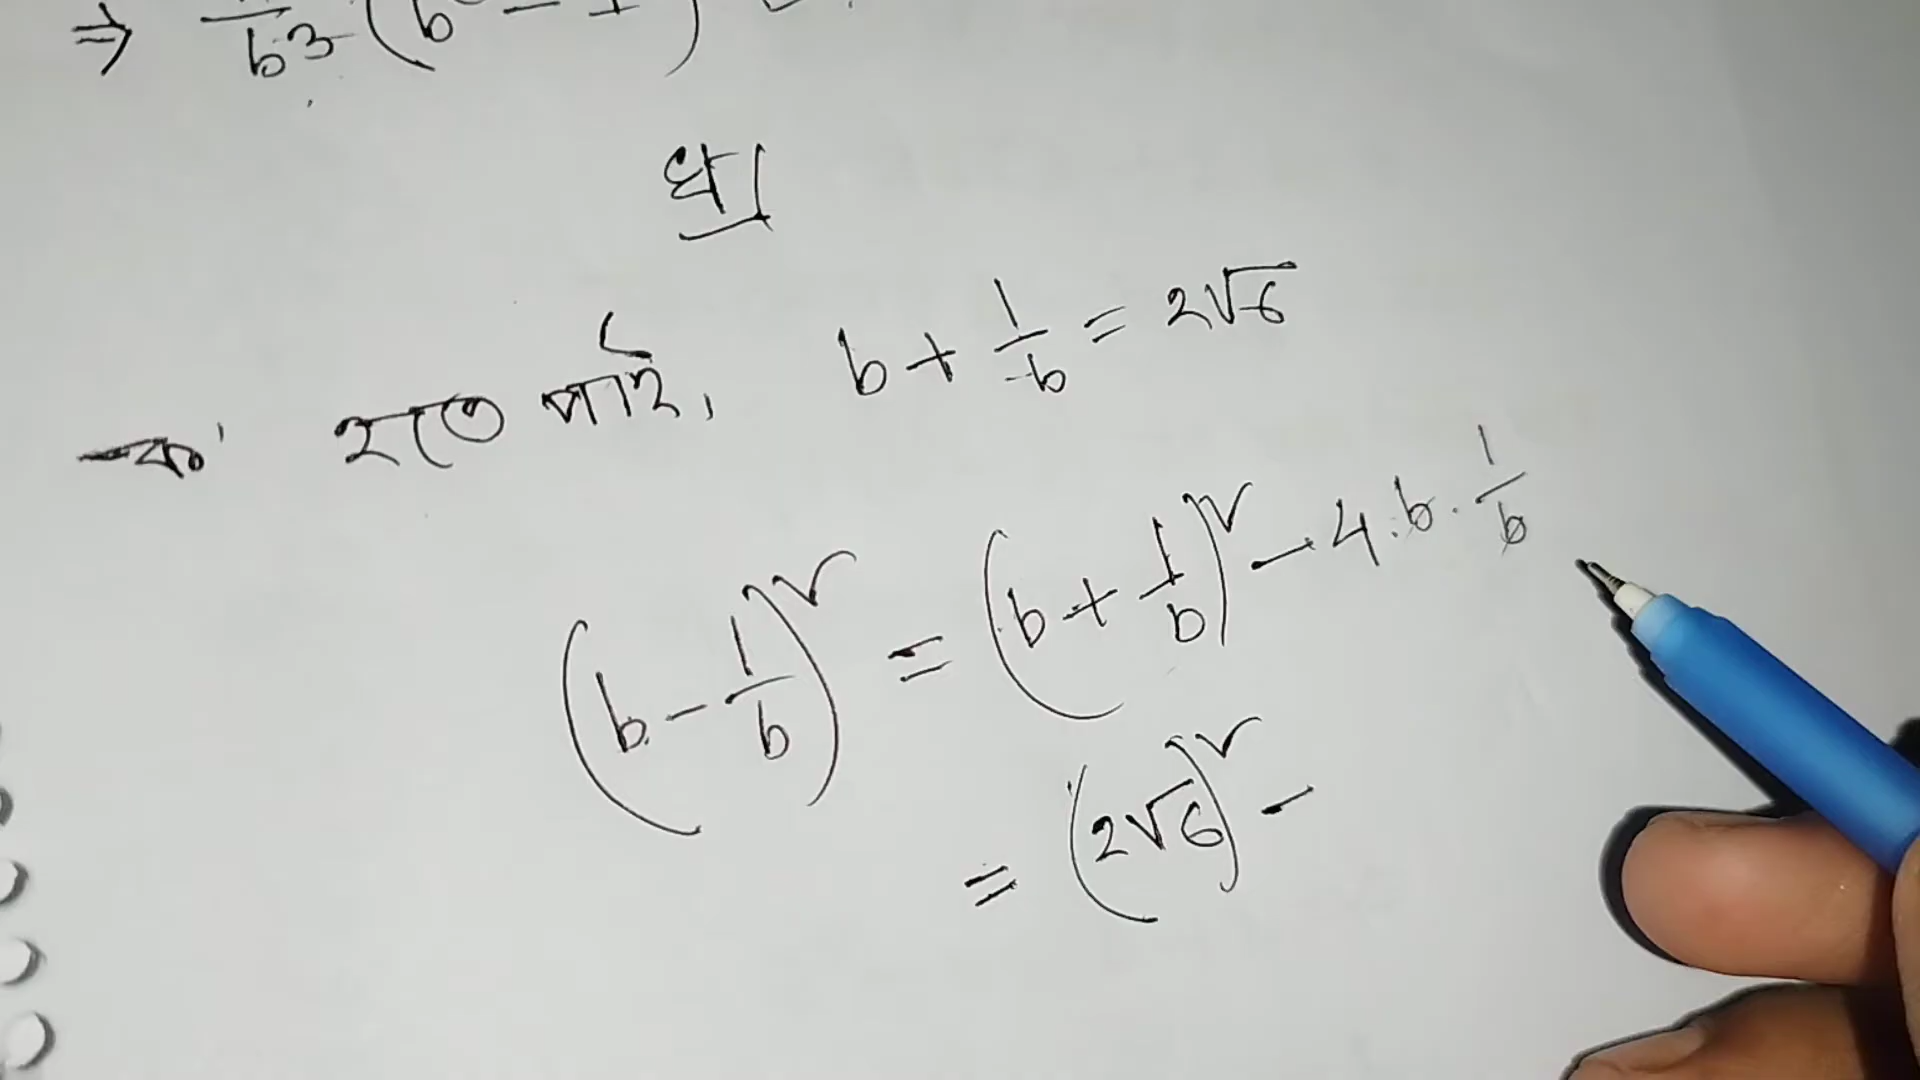 ⇒ /b3 (b - 1)
ঘ।
'ক' হতে পাই, b + 1/b = 2√6
(b - 1/b)² = (b + 1/b)² - 4.b.1/b
= (2√6)² -